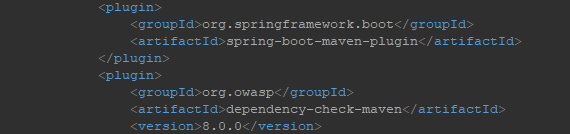 <plugin>
<groupId>org.springframework.boot</groupId>
<artifactId>spring-boot-maven-plugin</artifactId>
</plugin>
<plugin>
<groupId>org.owasp</groupId>
<artifactId>dependency-check-maven</artifactId>
<version>8.0.0</version>